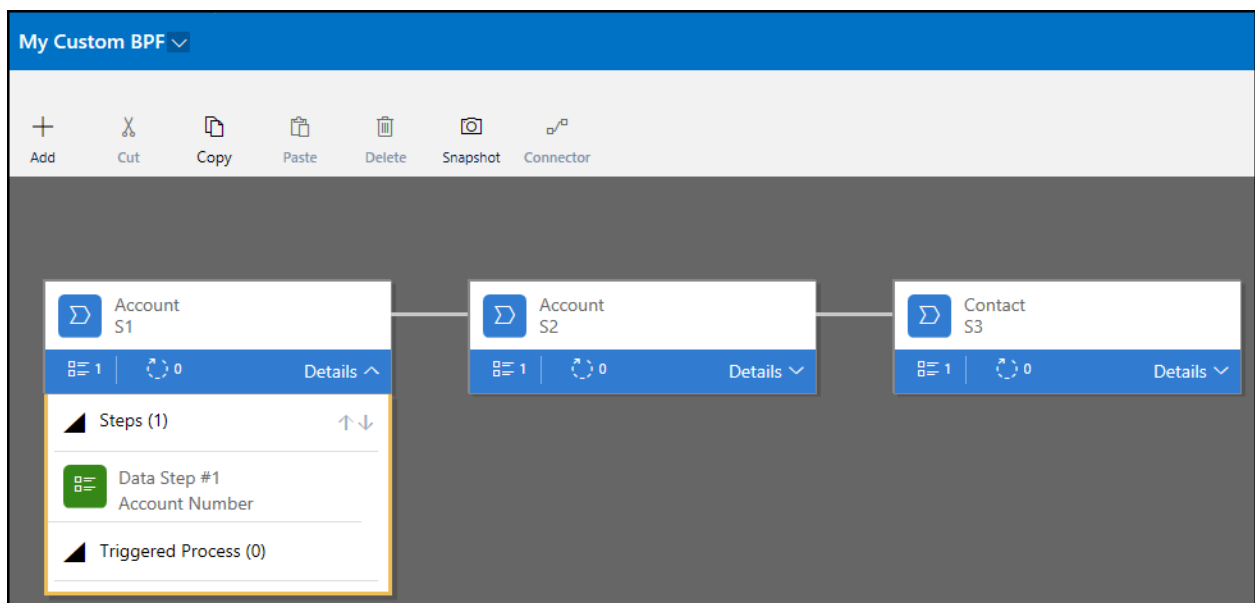 My Custom BPF
Add Cut Copy Paste Delete Snapshot Connector
Account
S1
1 0 Details
Steps (1)
Data Step #1
Account Number
Triggered Process (0)
Account
S2
1 0 Details
Contact
S3
1 0 Details